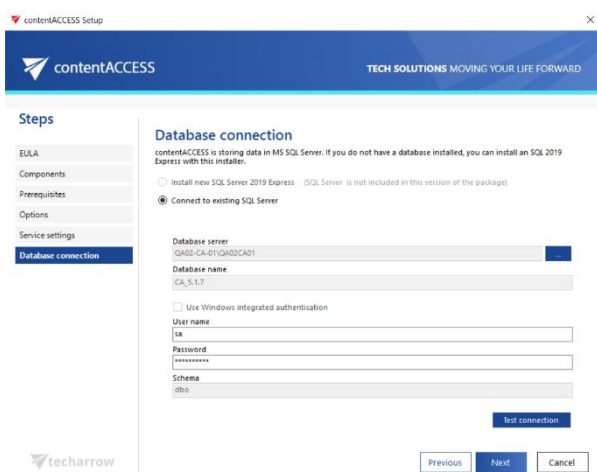 contentACCESS Setup
contentACCESS
TECH SOLUTIONS MOVING YOUR LIFE FORWARD
Steps
EULA
Components
Prerequisites
Options
Service settings
Database connection
Database connection
contentACCESS is storing data in MS SQL Server. If you do not have a database installed, you can install an SQL 2019
Express with this installer.
Install new SQL Server 2019 Express (SQL Server is not included in this version of the package)
Connect to existing SQL Server
Database server
QA02-CA-01\QA02CA01
...
Database name
CA_5.1.7
Use Windows integrated authentication
User name
sa
Password
**********
Schema
dbo
Test connection
techarrow
Previous
Next
Cancel